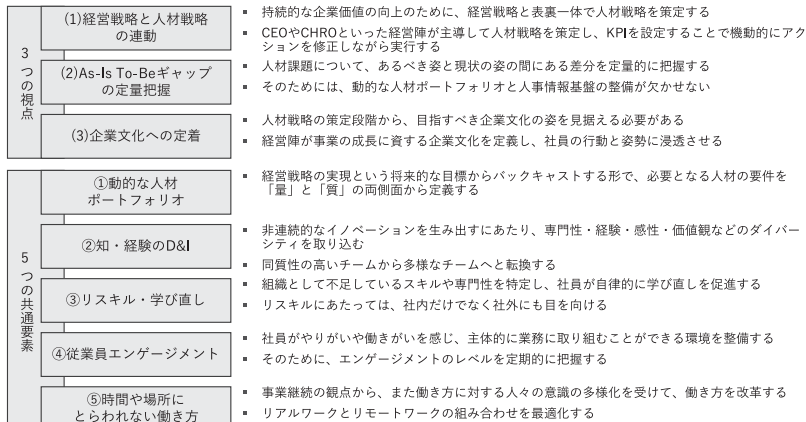 3つの視点
(1)経営戦略と人材戦略
の連動
持続的な企業価値の向上のために、経営戦略と表裏一体で人材戦略を策定する
CEOやCHROといった経営陣が主導して人材戦略を策定し、KPIを設定することで機動的にアク
ションを修正しながら実行する
(2)As-Is To-Beギャップ
の定量把握
人材課題について、あるべき姿と現状の姿の間にある差分を定量的に把握する
そのためには、動的な人材ポートフォリオと人事情報基盤の整備が欠かせない
(3)企業文化への定着
人材戦略の策定段階から、目指すべき企業文化の姿を見据える必要がある
経営陣が事業の成長に資する企業文化を定義し、社員の行動と姿勢に浸透させる
5つの共通要素
①動的な人材
ポートフォリオ
経営戦略の実現という将来的な目標からバックキャストする形で、必要となる人材の要件を
「量」と「質」の両側面から定義する
②知・経験のD&I
非連続的なイノベーションを生み出すにあたり、専門性・経験・感性・価値観などのダイバー
シティを取り込む
同質性の高いチームから多様なチームへと転換する
③リスキル・学び直し
組織として不足しているスキルや専門性を特定し、社員が自律的に学び直しを促進する
リスキルにあたっては、社内だけでなく社外にも目を向ける
④従業員エンゲージメント
社員がやりがいや働きがいを感じ、主体的に業務に取り組むことができる環境を整備する
そのために、エンゲージメントのレベルを定期的に把握する
⑤時間や場所に
とらわれない働き方
事業継続の観点から、また働き方に対する人々の意識の多様化を受けて、働き方を改革する
リアルワークとリモートワークの組み合わせを最適化する